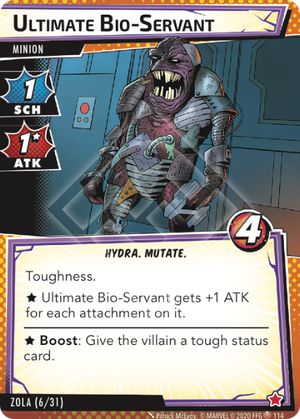 Ultimate Bio-Servant
MINION
1
SCH
1★
ATK
4
HYDRA. MUTATE.
Toughness.
★ Ultimate Bio-Servant gets +1 ATK
for each attachment on it.
★ Boost: Give the villain a tough status
card.
ZOLA (6/31)
Patrick McEvoy. © MARVEL © 2020 FFG 114